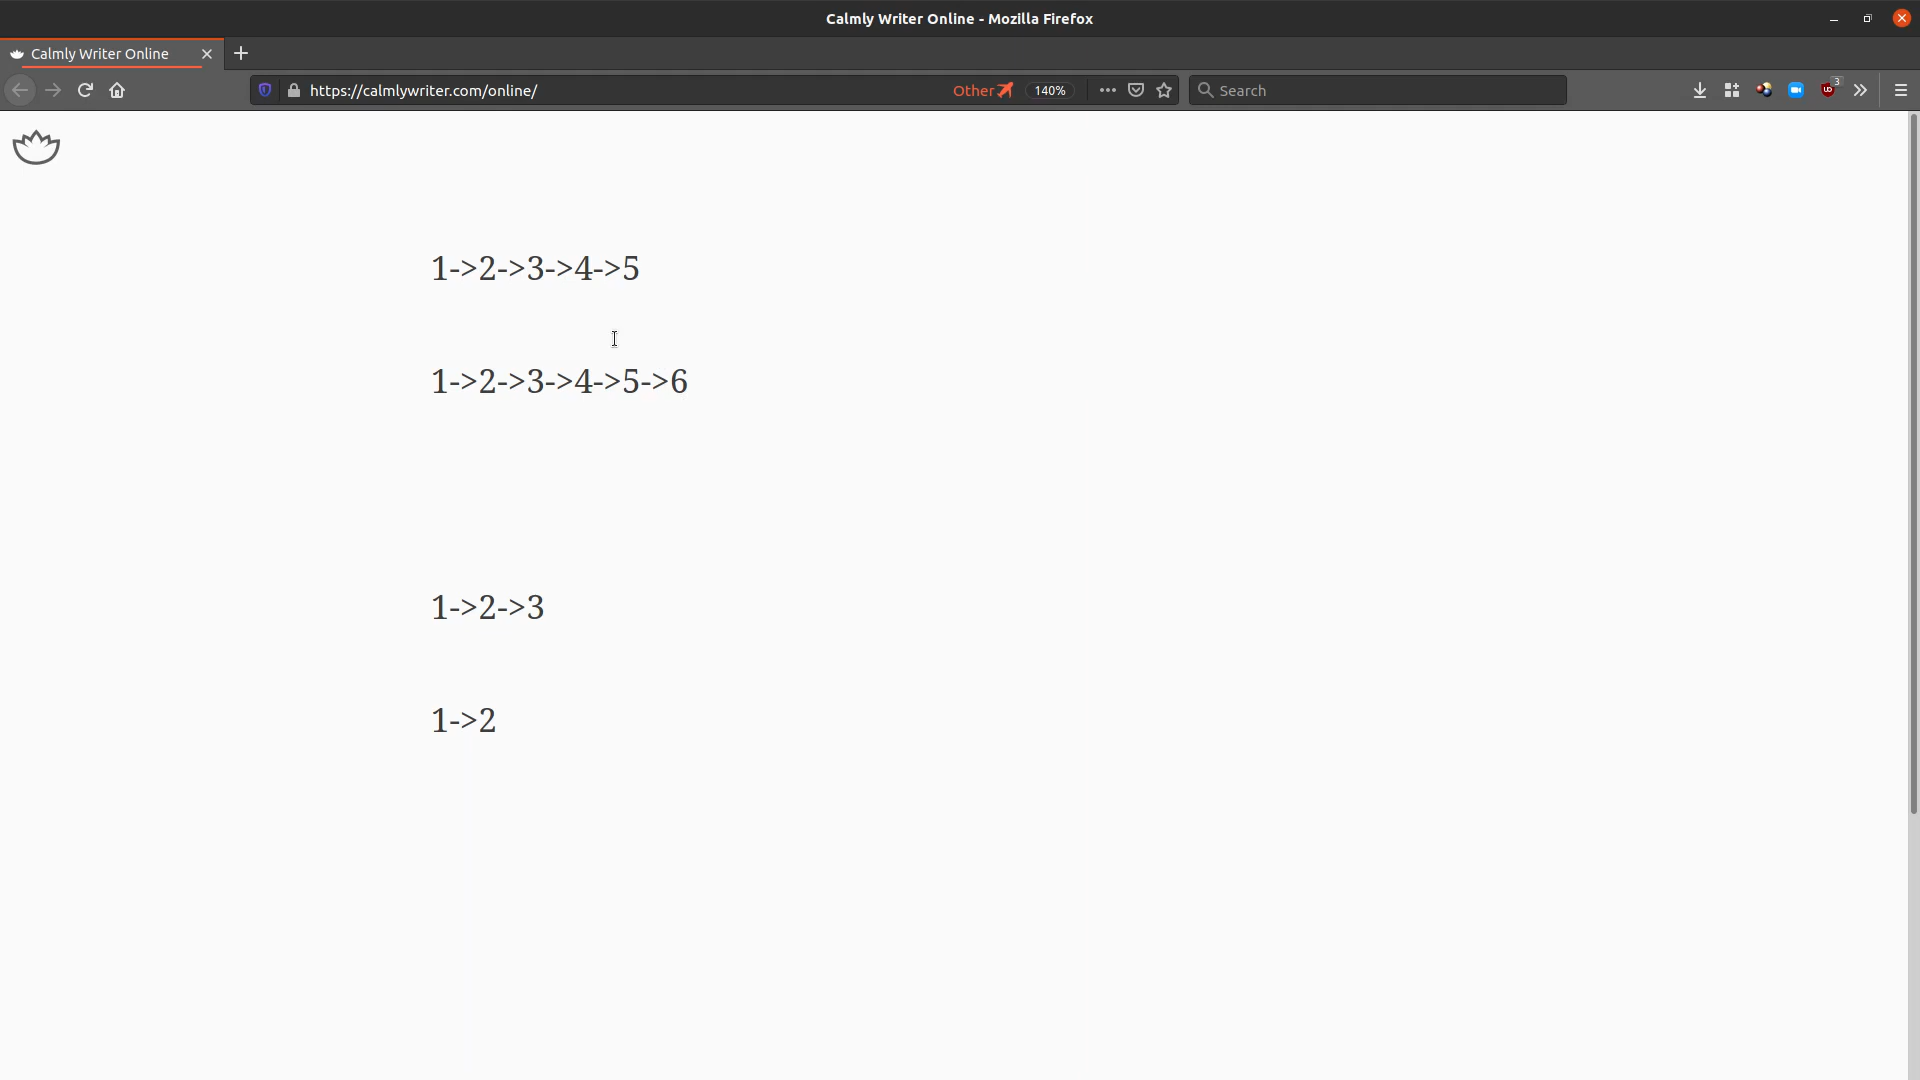 Calmly Writer Online - Mozilla Firefox
Calmly Writer Online
https://calmlywriter.com/online/
Other
140%
Search
3
1->2->3->4->5
1->2->3->4->5->6
1->2->3
1->2